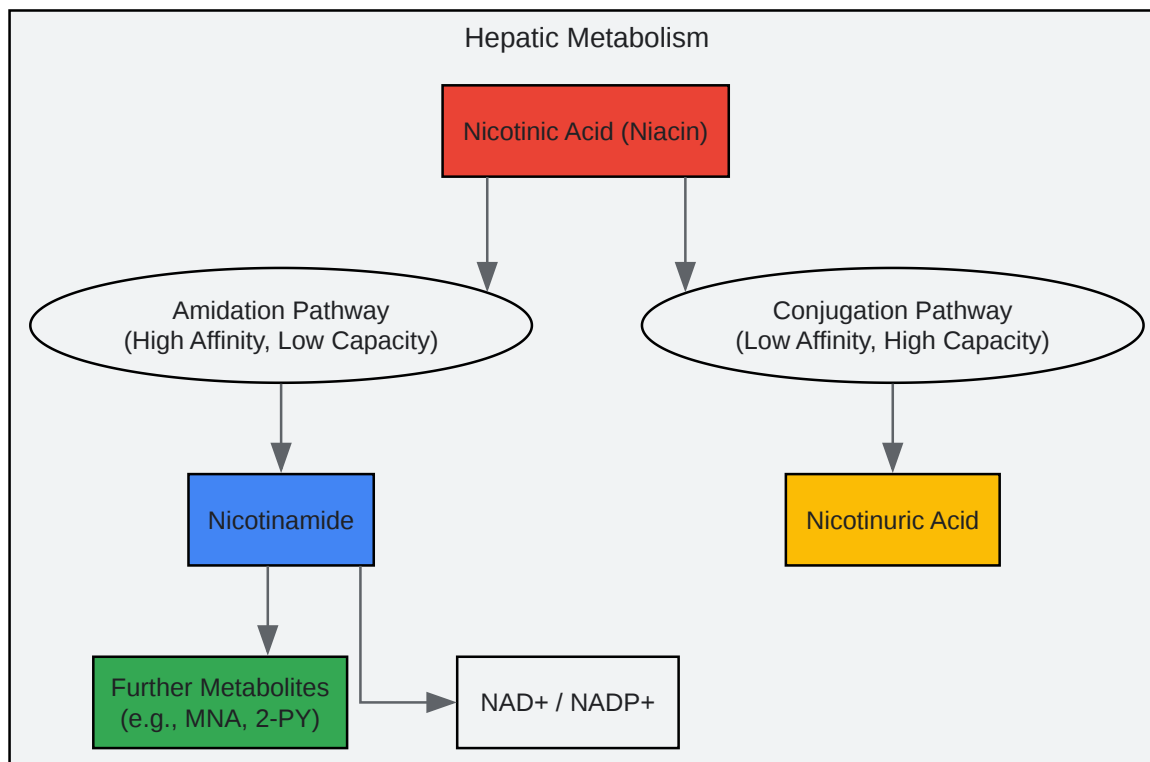 Hepatic Metabolism
Nicotinic Acid (Niacin)
Amidation Pathway
(High Affinity, Low Capacity)
Conjugation Pathway
(Low Affinity, High Capacity)
Nicotinamide
Nicotinuric Acid
Further Metabolites
(e.g., MNA, 2-PY)
NAD+ / NADP+